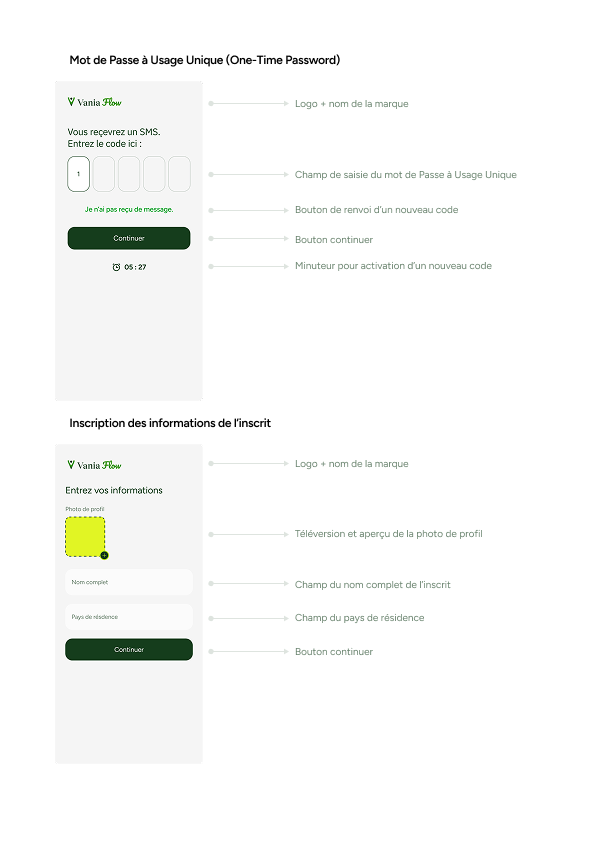 Mot de Passe à Usage Unique (One-Time Password)
Vania Flow
Logo + nom de la marque
Vous reçevrez un SMS.
Entrez le code ici :
1
Champ de saisie du mot de Passe à Usage Unique
Je n'ai pas reçu de message.
Bouton de renvoi d'un nouveau code
Continuer
Bouton continuer
05 : 27
Minuteur pour activation d'un nouveau code
Inscription des informations de l'inscrit
Vania Flow
Logo + nom de la marque
Entrez vos informations
Photo de profil
Téléversion et aperçu de la photo de profil
Nom complet
Champ du nom complet de l'inscrit
Pays de résdence
Champ du pays de résidence
Continuer
Bouton continuer